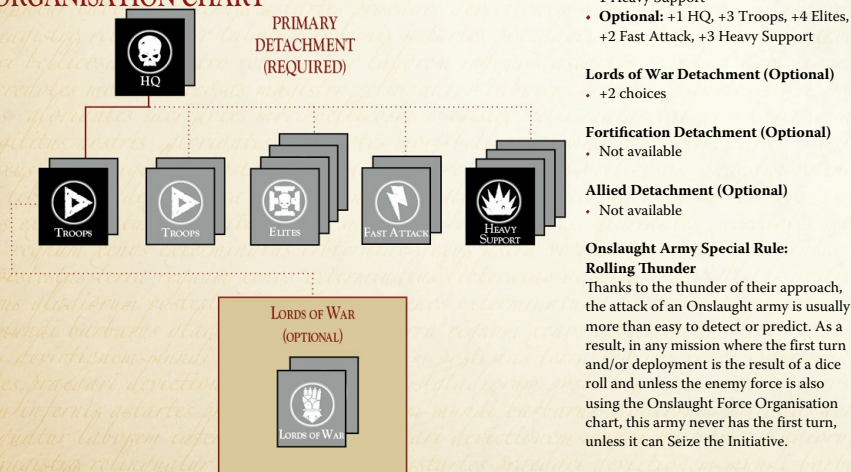 ORGANISATION CHART
PRIMARY
DETACHMENT
(REQUIRED)
HQ
TROOPS
TROOPS
ELITES
FAST ATTACK
HEAVY
SUPPORT
LORDS OF WAR
(OPTIONAL)
LORDS OF WAR
1 Heavy Support
• Optional: +1 HQ, +3 Troops, +4 Elites,
+2 Fast Attack, +3 Heavy Support
Lords of War Detachment (Optional)
• +2 choices
Fortification Detachment (Optional)
• Not available
Allied Detachment (Optional)
• Not available
Onslaught Army Special Rule:
Rolling Thunder
Thanks to the thunder of their approach,
the attack of an Onslaught army is usually
more than easy to detect or predict. As a
result, in any mission where the first turn
and/or deployment is the result of a dice
roll and unless the enemy force is also
using the Onslaught Force Organisation
chart, this army never has the first turn,
unless it can Seize the Initiative.